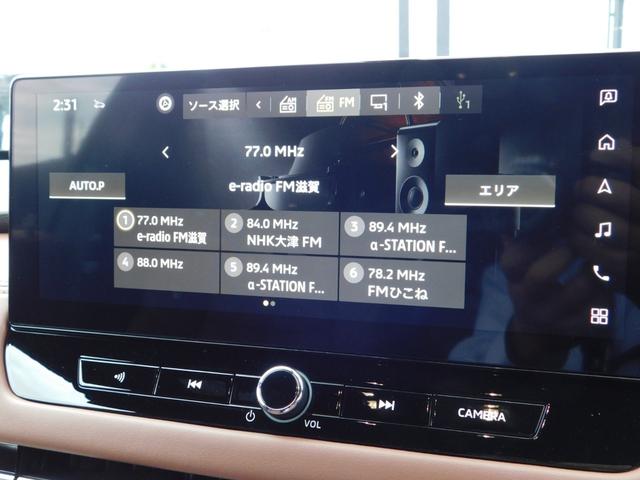 2:31
ソース選択
AM
FM
1
1
77.0 MHz
AUTO.P
e-radio FM滋賀
エリア
1 77.0 MHz
e-radio FM滋賀
2 84.0 MHz
NHK大津 FM
3 89.4 MHz
α-STATION F...
4 88.0 MHz
5 89.4 MHz
α-STATION F...
6 78.2 MHz
FMひこね
VOL
CAMERA